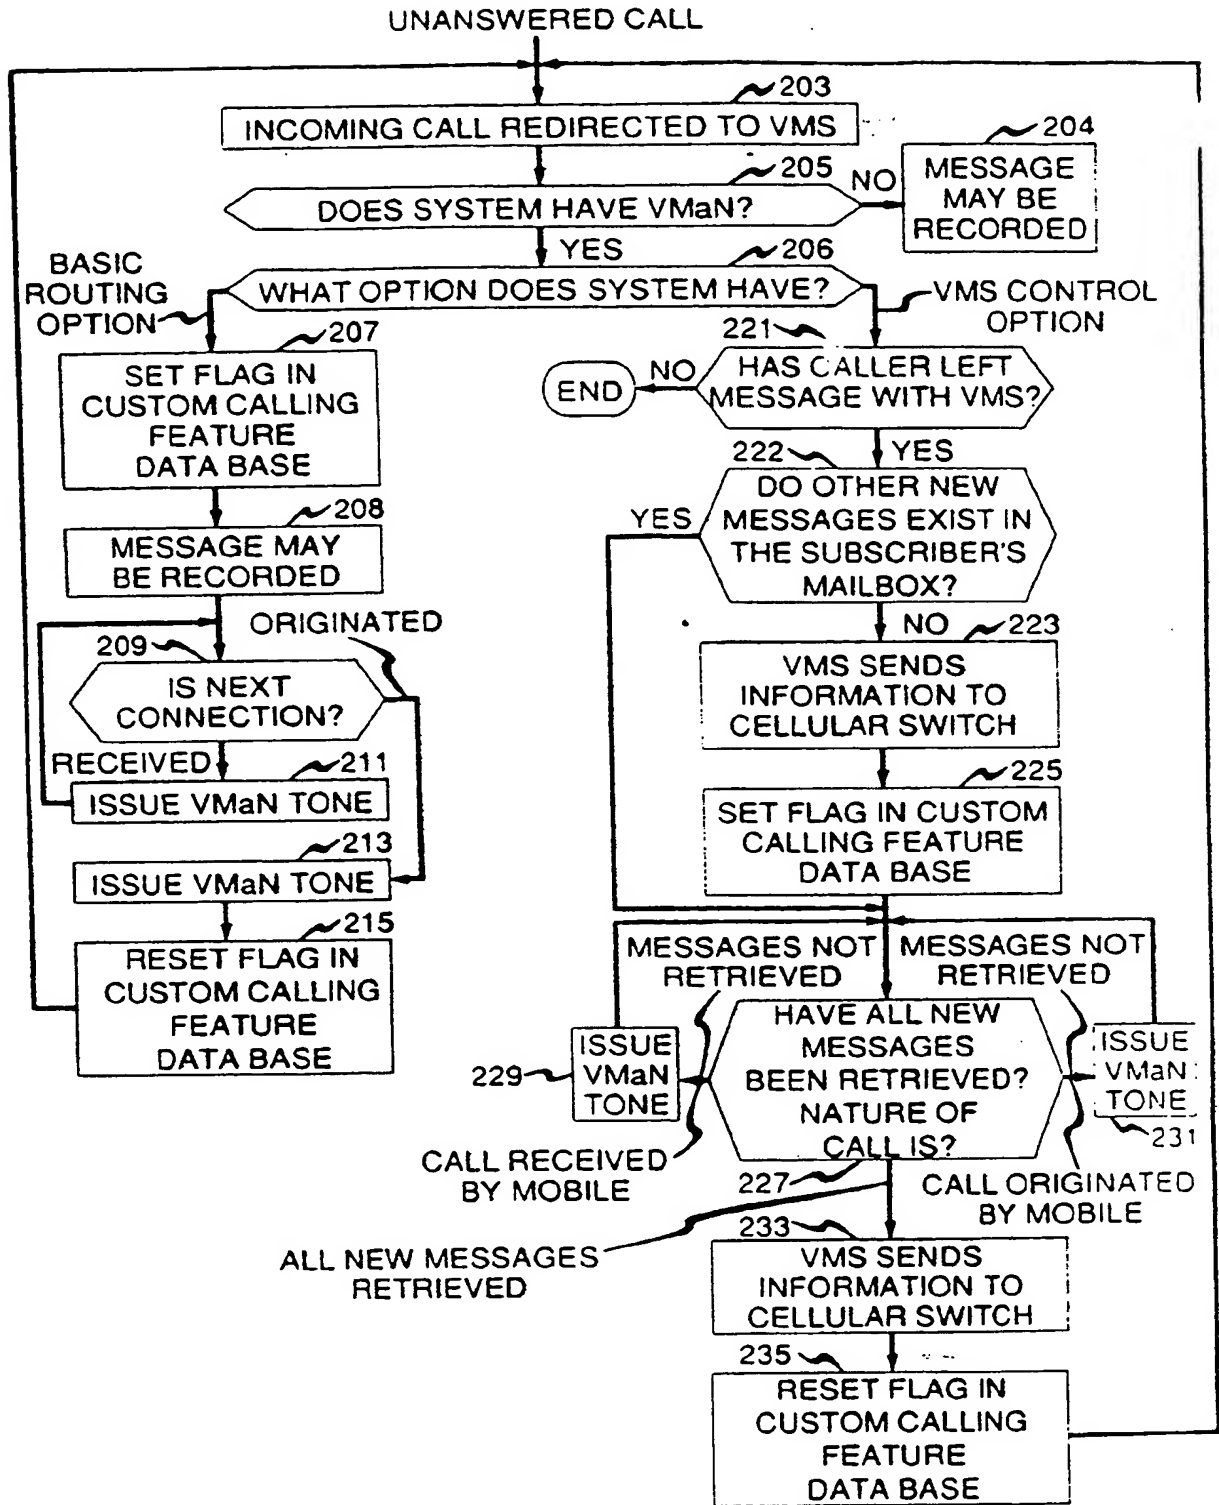 UNANSWERED CALL
203
INCOMING CALL REDIRECTED TO VMS
204
MESSAGE
MAY BE
RECORDED
205
NO
DOES SYSTEM HAVE VMaN?
YES
206
WHAT OPTION DOES SYSTEM HAVE?
BASIC
ROUTING
OPTION
VMS CONTROL
OPTION
207
SET FLAG IN
CUSTOM CALLING
FEATURE
DATA BASE
208
MESSAGE MAY
BE RECORDED
ORIGINATED
209
IS NEXT
CONNECTION?
RECEIVED
211
ISSUE VMaN TONE
213
ISSUE VMaN TONE
215
RESET FLAG IN
CUSTOM CALLING
FEATURE
DATA BASE
221
HAS CALLER LEFT
MESSAGE WITH VMS?
NO
END
YES
222
DO OTHER NEW
MESSAGES EXIST IN
THE SUBSCRIBER'S
MAILBOX?
YES
NO
223
VMS SENDS
INFORMATION TO
CELLULAR SWITCH
225
SET FLAG IN CUSTOM
CALLING FEATURE
DATA BASE
MESSAGES NOT
RETRIEVED
MESSAGES NOT
RETRIEVED
HAVE ALL NEW
MESSAGES
BEEN RETRIEVED?
NATURE OF
CALL IS?
229
ISSUE
VMaN
TONE
ISSUE
VMaN
TONE
231
CALL RECEIVED
BY MOBILE
227
CALL ORIGINATED
BY MOBILE
ALL NEW MESSAGES
RETRIEVED
233
VMS SENDS
INFORMATION TO
CELLULAR SWITCH
235
RESET FLAG IN
CUSTOM CALLING
FEATURE
DATA BASE